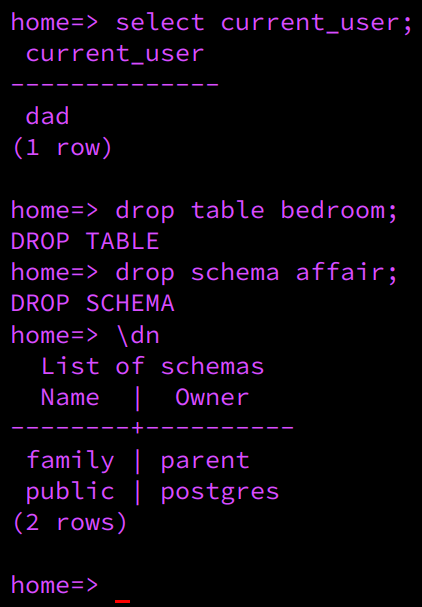 home=> select current_user;
 current_user
--------------
 dad
(1 row)

home=> drop table bedroom;
DROP TABLE
home=> drop schema affair;
DROP SCHEMA
home=> \dn
  List of schemas
  Name  |  Owner
--------+----------
 family | parent
 public | postgres
(2 rows)

home=> _